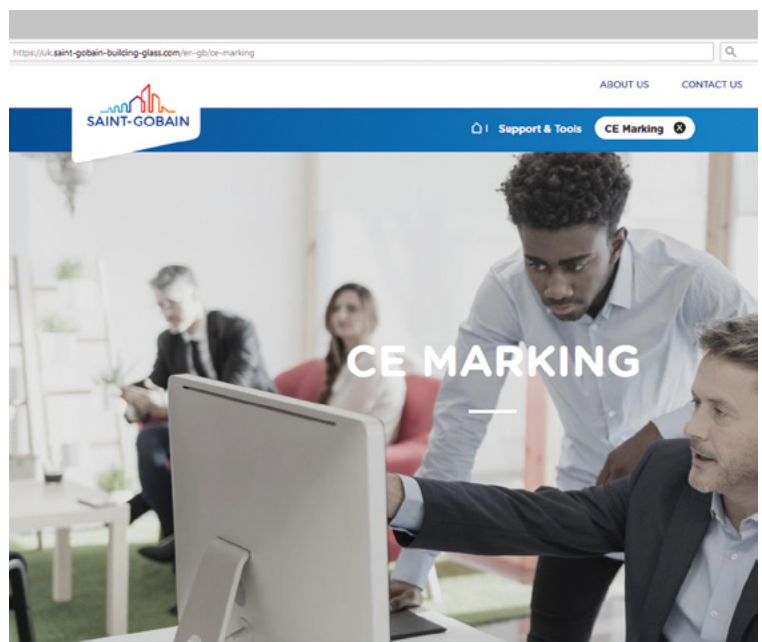 https://uk.saint-gobain-building-glass.com/en-gb/ce-marking
ABOUT US CONTACT US
SAINT-GOBAIN
Support & Tools CE Marking
CE MARKING